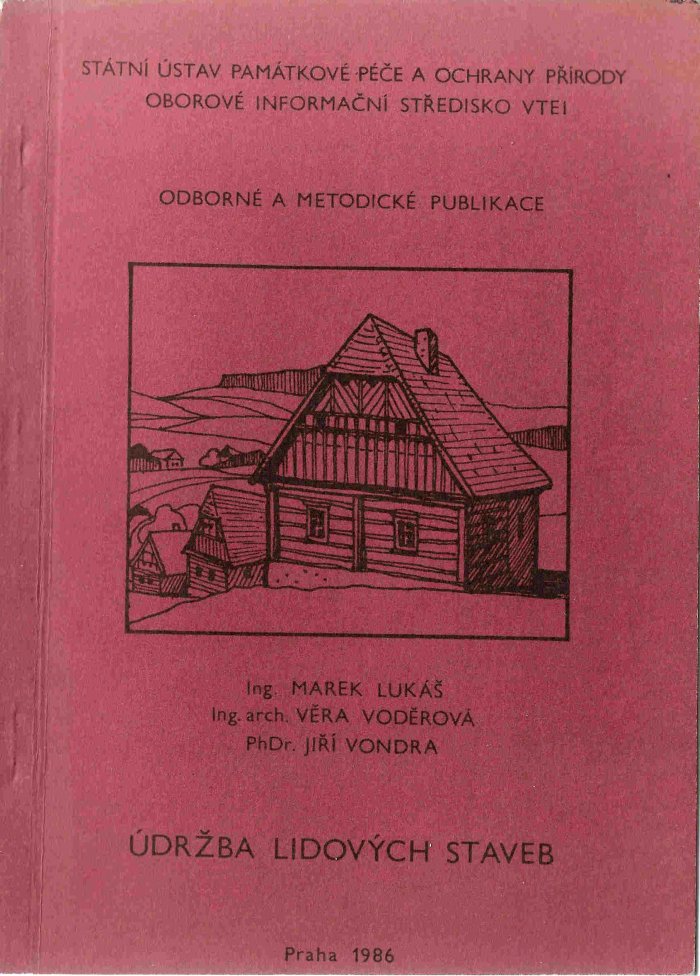 STÁTNÍ ÚSTAV PAMÁTKOVÉ PÉČE A OCHRANY PŘÍRODY
OBOROVÉ INFORMAČNÍ STŘEDISKO VTEI
ODBORNÉ A METODICKÉ PUBLIKACE
Ing. MAREK LUKÁŠ
Ing. arch. VĚRA VODĚROVÁ
PhDr. JIŘÍ VONDRA
ÚDRŽBA LIDOVÝCH STAVEB
Praha 1986